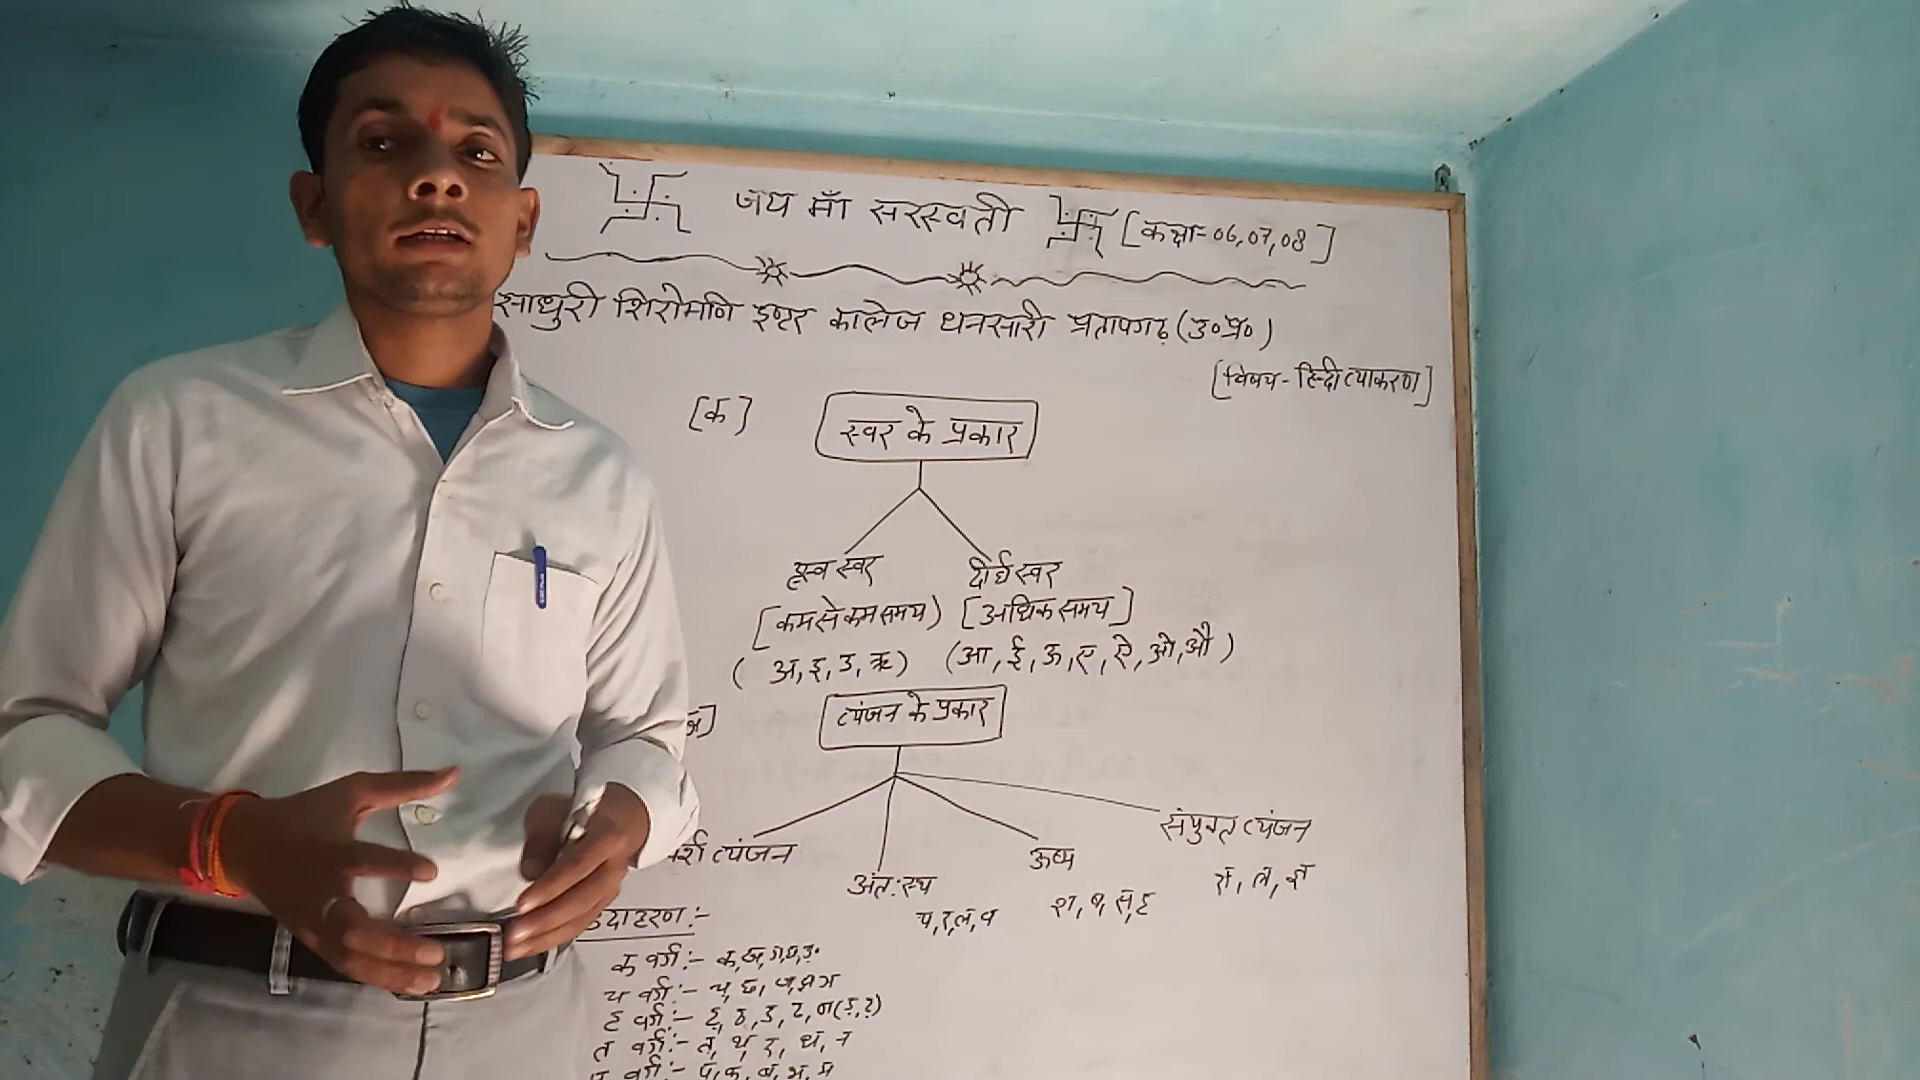 जय माँ सरस्वती [कक्षा-06,07,08]
साधुरी शिरोमणि इण्टर कालेज धनसारी प्रतापगढ़ (उ०प्र०)
[विषय - हिन्दी व्याकरण]
[क] स्वर के प्रकार
ह्रस्व स्वर दीर्घ स्वर
[कम से कम समय) [अधिक समय]
( अ, इ, उ, ऋ) (आ, ई, ऊ, ए, ऐ, ओ, औ)
व्यंजन के प्रकार
व्यंजन अंत:स्थ ऊष्म संयुक्त व्यंजन
य, र, ल, व श, ष, स, ह
उदाहरण :-
क वर्ग :- क, ख, ग, घ, ङ
च वर्ग :- च, छ, ज, झ ञ
ट वर्ग :- ट, ठ, ड, ढ, ण (ड़, ढ़)
त वर्ग :- त, थ, द, ध, न
वर्ग :- प, फ, ब, भ, म